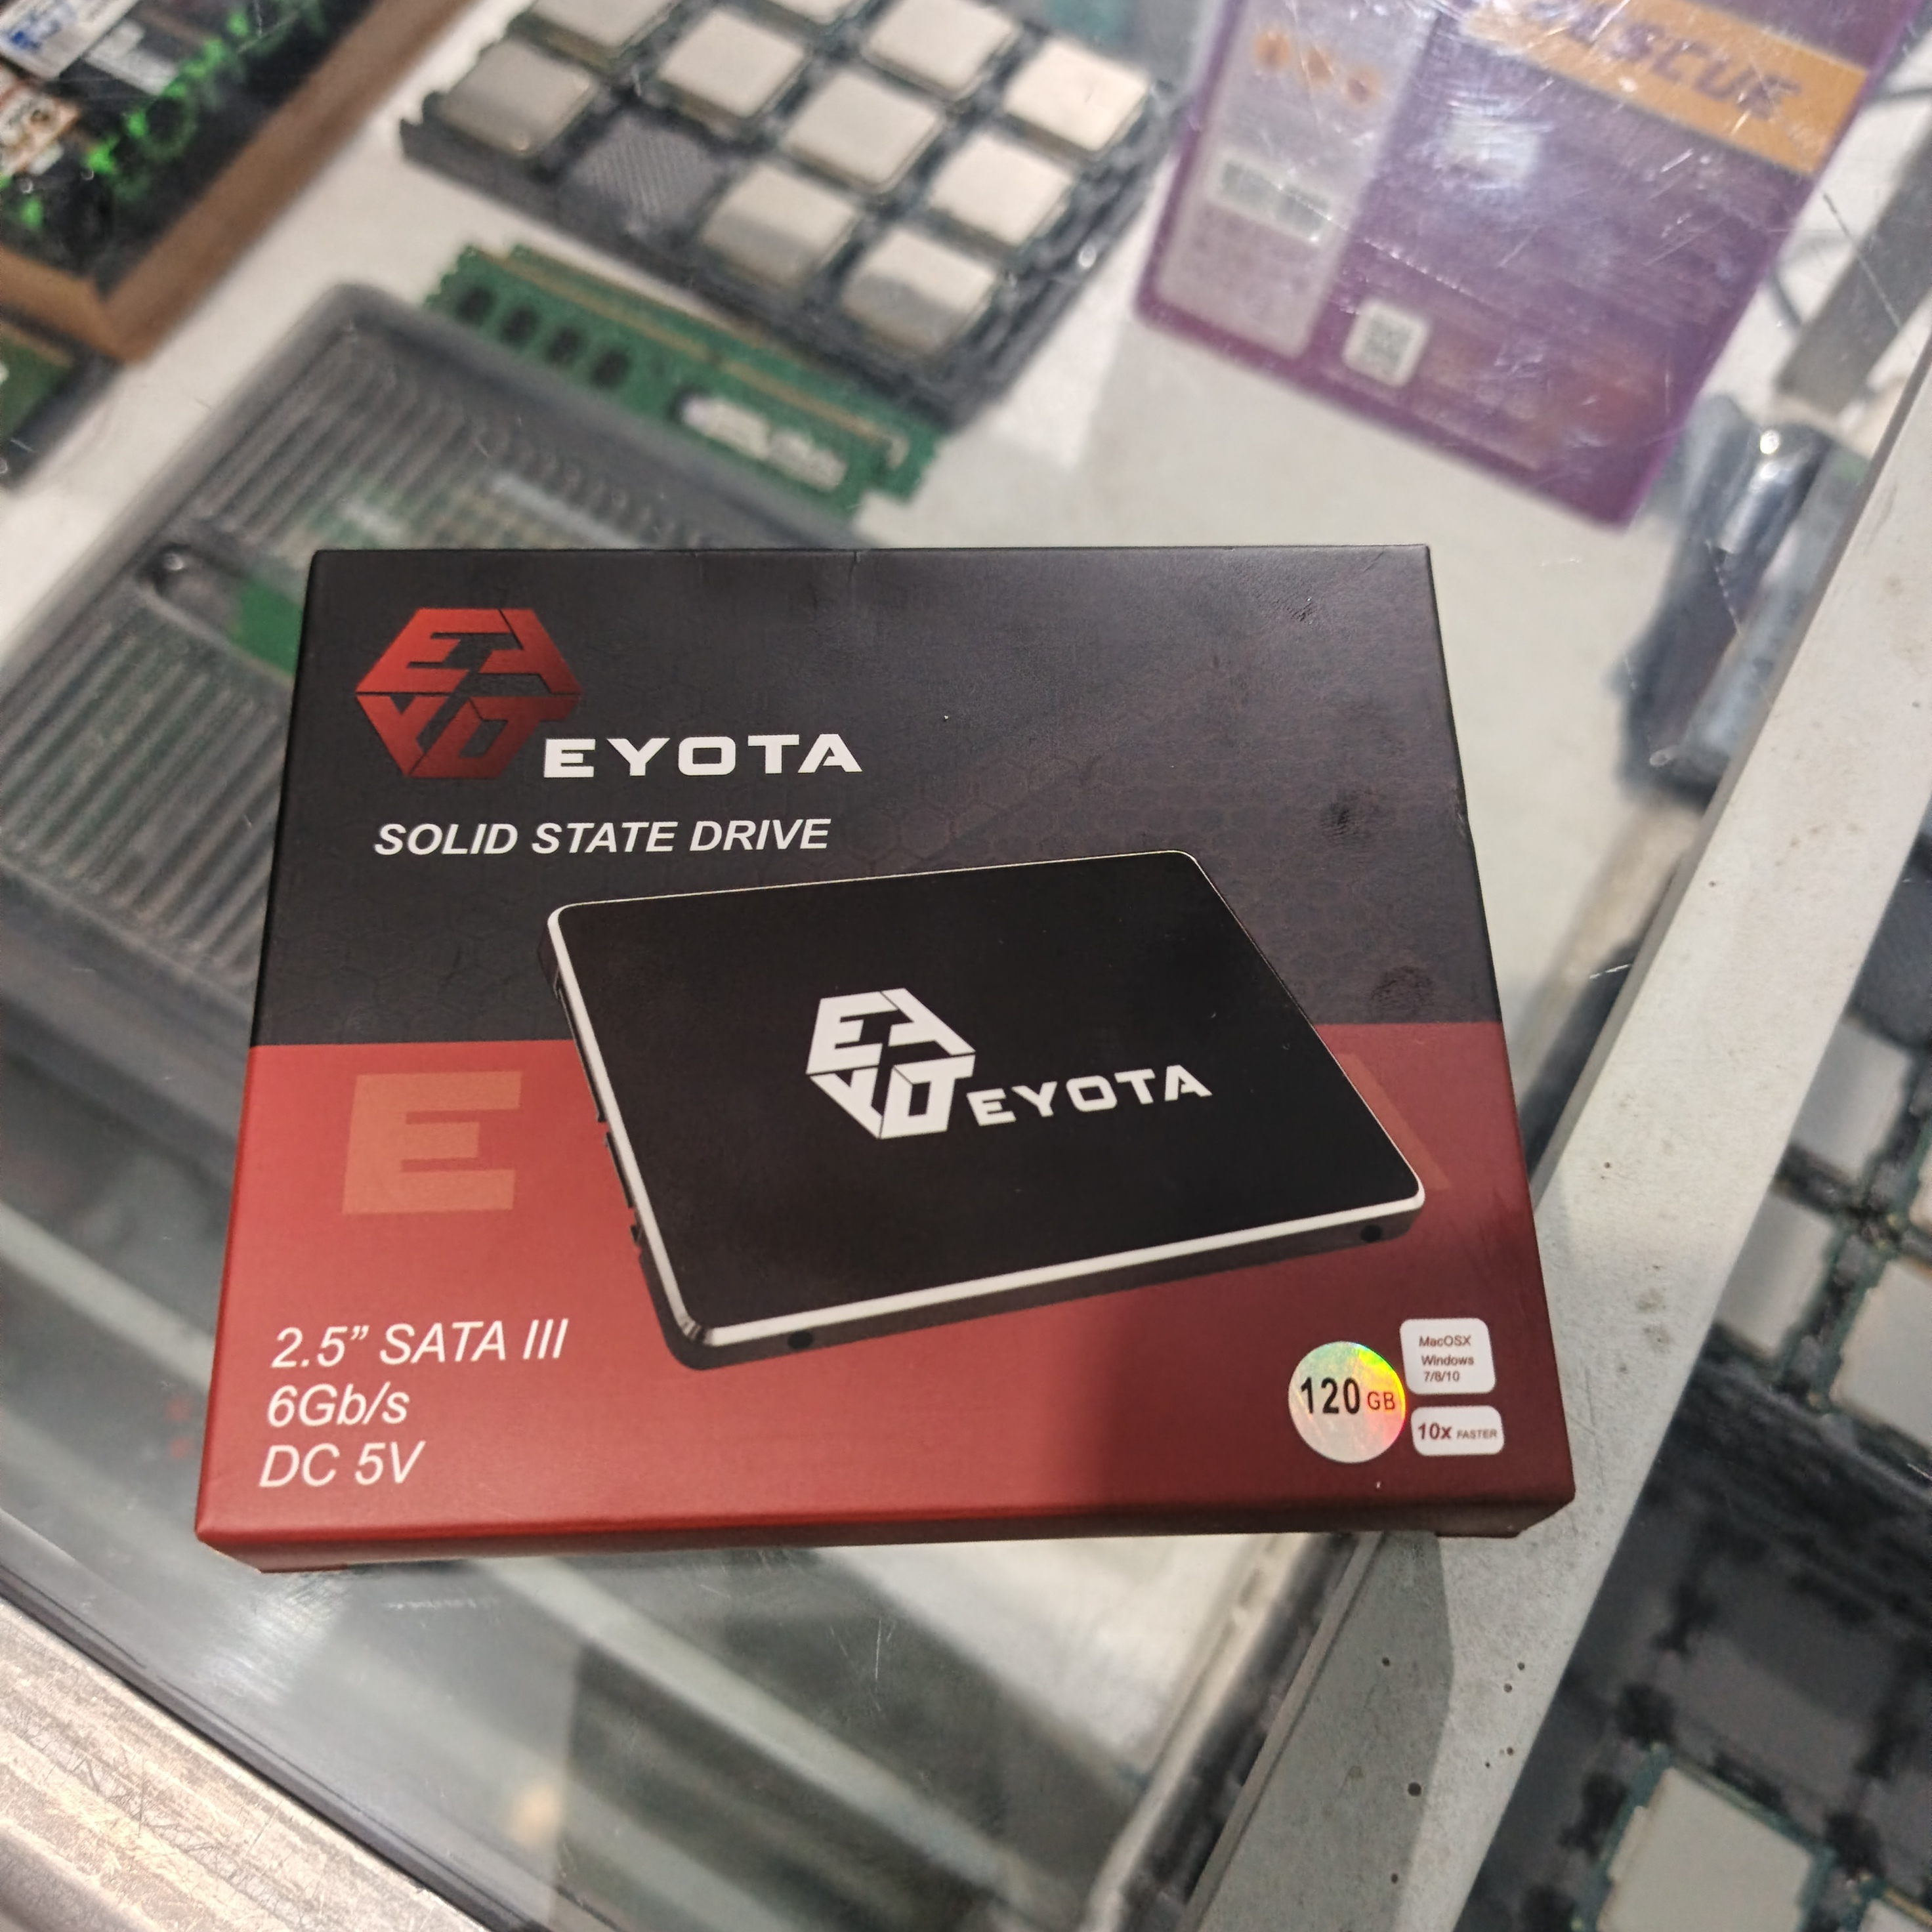 EYOTA
SOLID STATE DRIVE
EYOTA
EYOTA
E
2.5” SATA III
6Gb/s
DC 5V
120 GB
MacOSX
Windows
7/8/10
10x FASTER